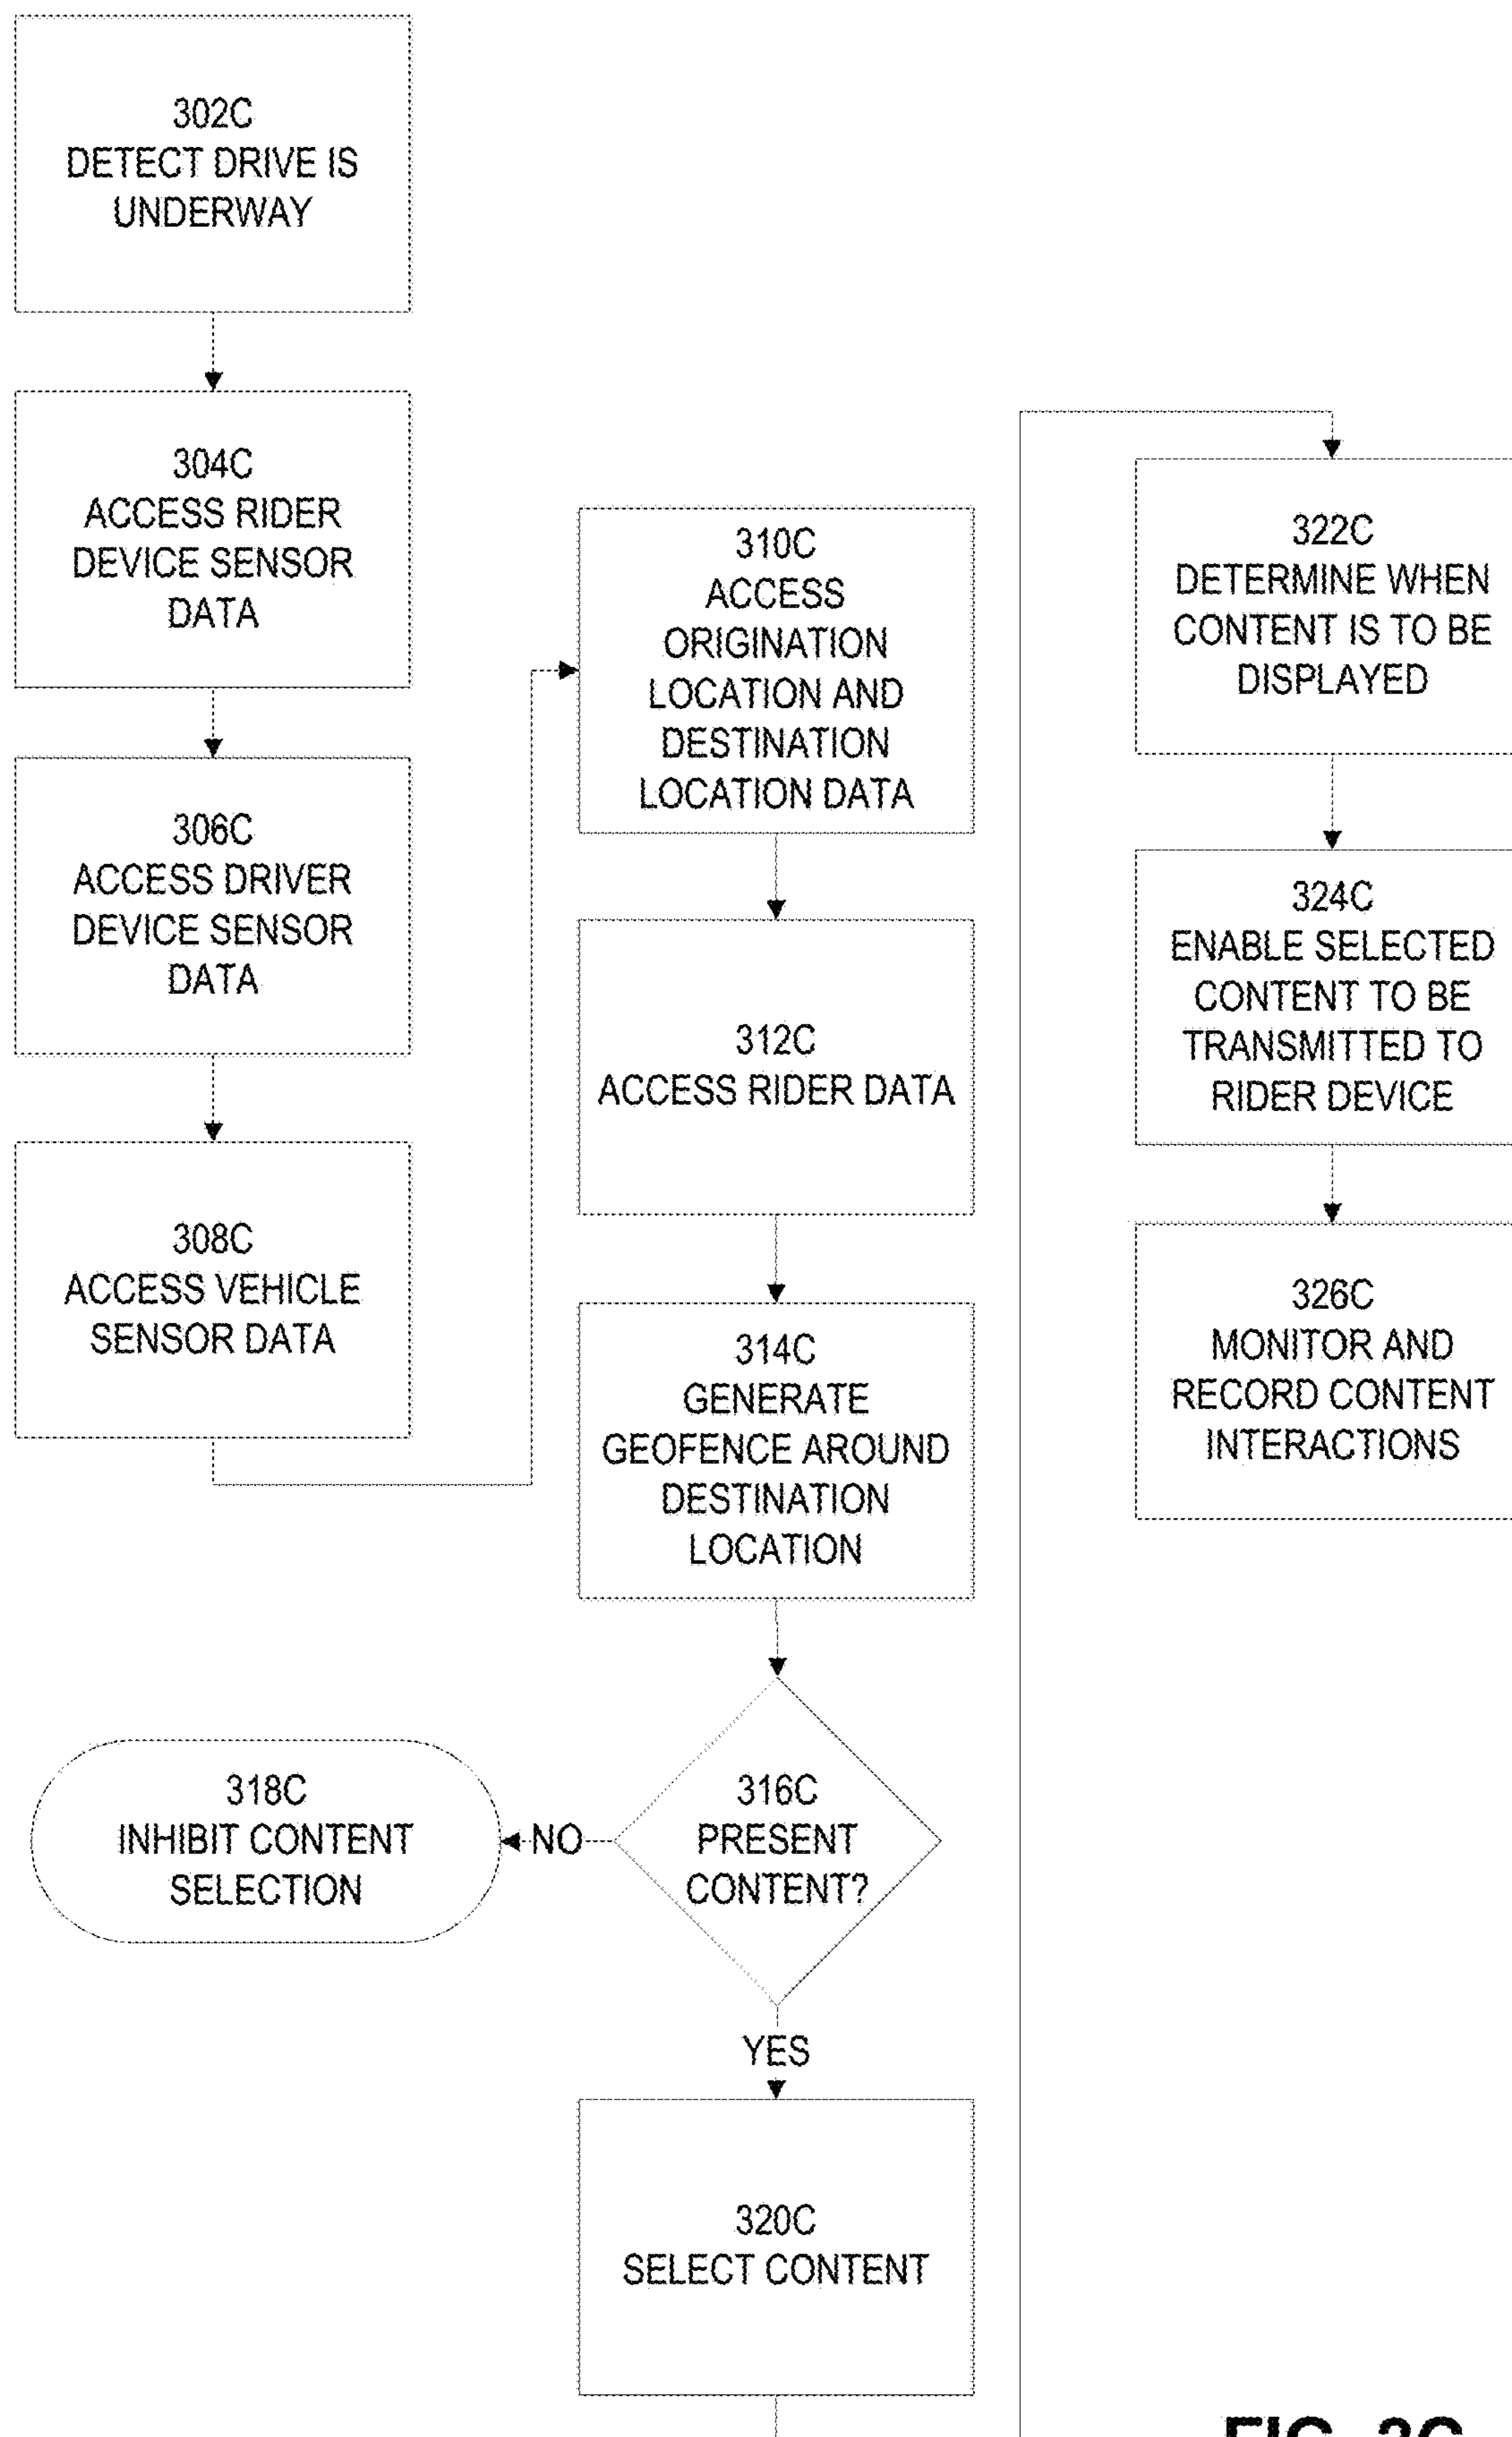 302C
DETECT DRIVE IS
UNDERWAY
304C
ACCESS RIDER
DEVICE SENSOR
DATA
306C
ACCESS DRIVER
DEVICE SENSOR
DATA
308C
ACCESS VEHICLE
SENSOR DATA
310C
ACCESS
ORIGINATION
LOCATION AND
DESTINATION
LOCATION DATA
312C
ACCESS RIDER DATA
314C
GENERATE
GEOFENCE AROUND
DESTINATION
LOCATION
316C
PRESENT
CONTENT?
NO
318C
INHIBIT CONTENT
SELECTION
YES
320C
SELECT CONTENT
322C
DETERMINE WHEN
CONTENT IS TO BE
DISPLAYED
324C
ENABLE SELECTED
CONTENT TO BE
TRANSMITTED TO
RIDER DEVICE
326C
MONITOR AND
RECORD CONTENT
INTERACTIONS